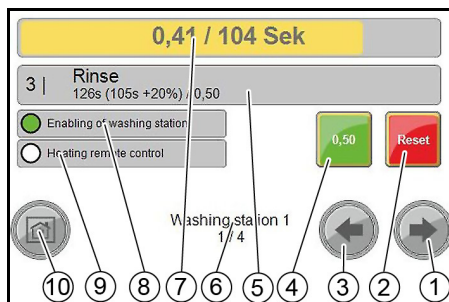 0,41 / 104 Sek
3 | Rinse
126s (105s +20%) / 0,50
Enabling of washing station
Heating remote control
0,50
Reset
Washing station 1
1 / 4
10 9 8 7 6 5 4 3 2 1